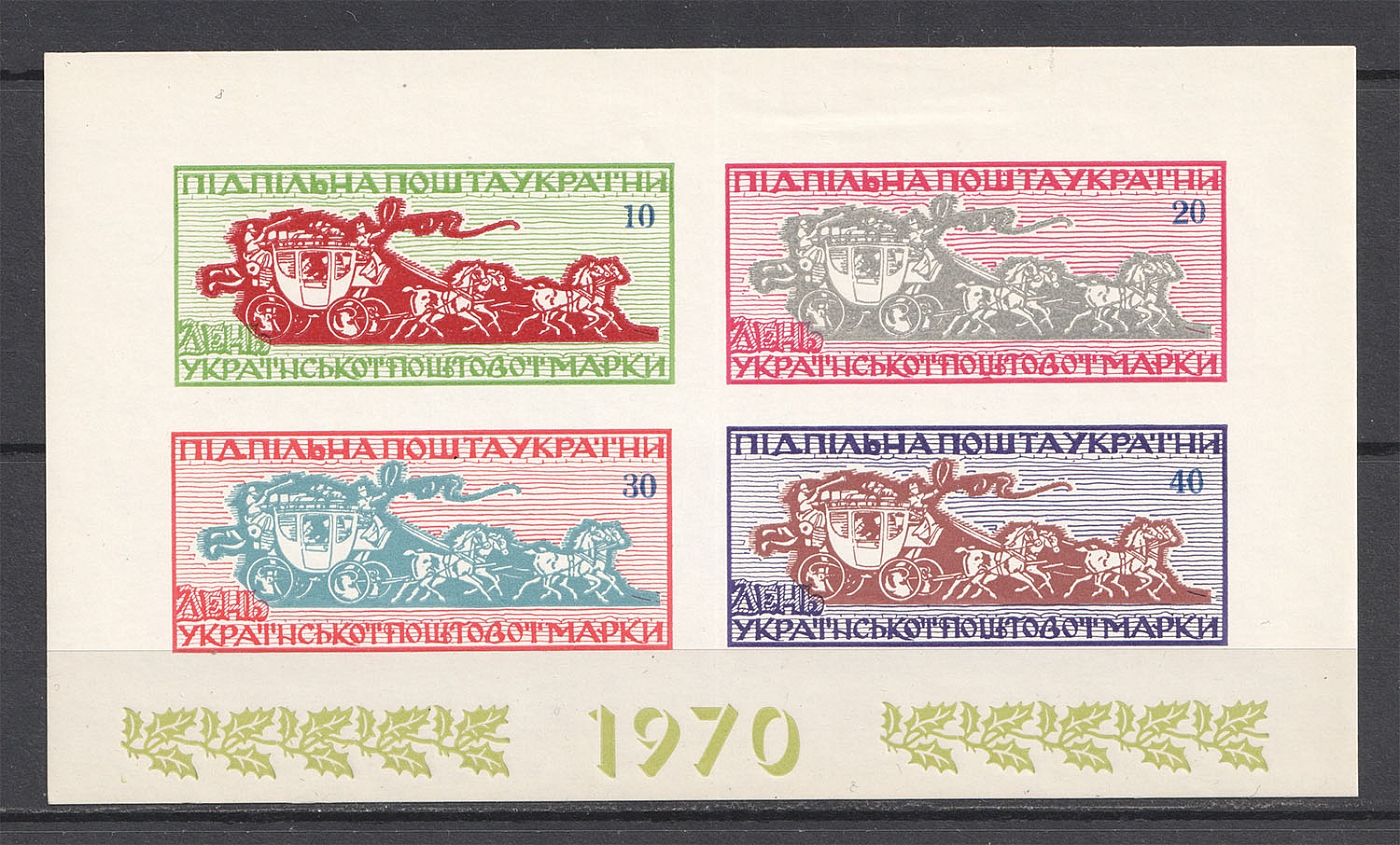 ПІДПІЛЬНА ПОШТА УКРАЇНИ
10
ДЕНЬ
УКРАЇНСЬКОЇ ПОШТОВОЇ МАРКИ
ПІДПІЛЬНА ПОШТА УКРАЇНИ
20
ДЕНЬ
УКРАЇНСЬКОЇ ПОШТОВОЇ МАРКИ
ПІДПІЛЬНА ПОШТА УКРАЇНИ
30
ДЕНЬ
УКРАЇНСЬКОЇ ПОШТОВОЇ МАРКИ
ПІДПІЛЬНА ПОШТА УКРАЇНИ
40
ДЕНЬ
УКРАЇНСЬКОЇ ПОШТОВОЇ МАРКИ
1970